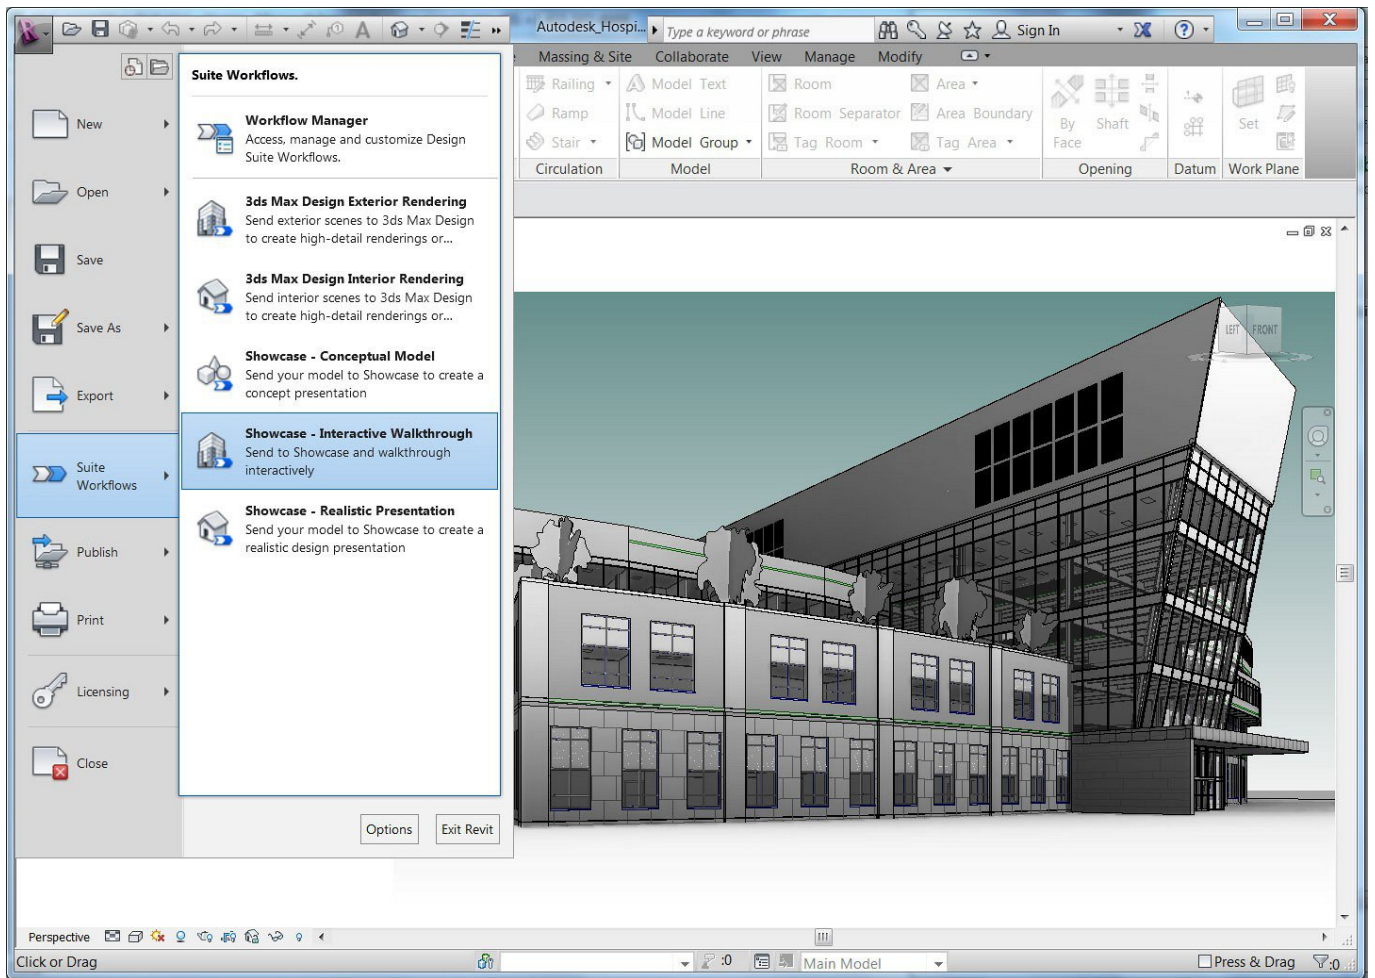 Autodesk_Hospi...
Type a keyword or phrase
Sign In
Massing & Site Collaborate View Manage Modify
Railing Model Text Room Area
Ramp Model Line Room Separator Area Boundary By Face Shaft Set
Stair Model Group Tag Room Tag Area
Circulation Model Room & Area Opening Datum Work Plane
New
Open
Save
Save As
Export
Suite
Workflows
Publish
Print
Licensing
Close
Suite Workflows.
Workflow Manager
Access, manage and customize Design
Suite Workflows.
3ds Max Design Exterior Rendering
Send exterior scenes to 3ds Max Design
to create high-detail renderings or...
3ds Max Design Interior Rendering
Send interior scenes to 3ds Max Design
to create high-detail renderings or...
Showcase - Conceptual Model
Send your model to Showcase to create a
concept presentation
Showcase - Interactive Walkthrough
Send to Showcase and walkthrough
interactively
Showcase - Realistic Presentation
Send your model to Showcase to create a
realistic design presentation
Options Exit Revit
LEFT FRONT
Perspective
Click or Drag :0 Main Model Press & Drag :0